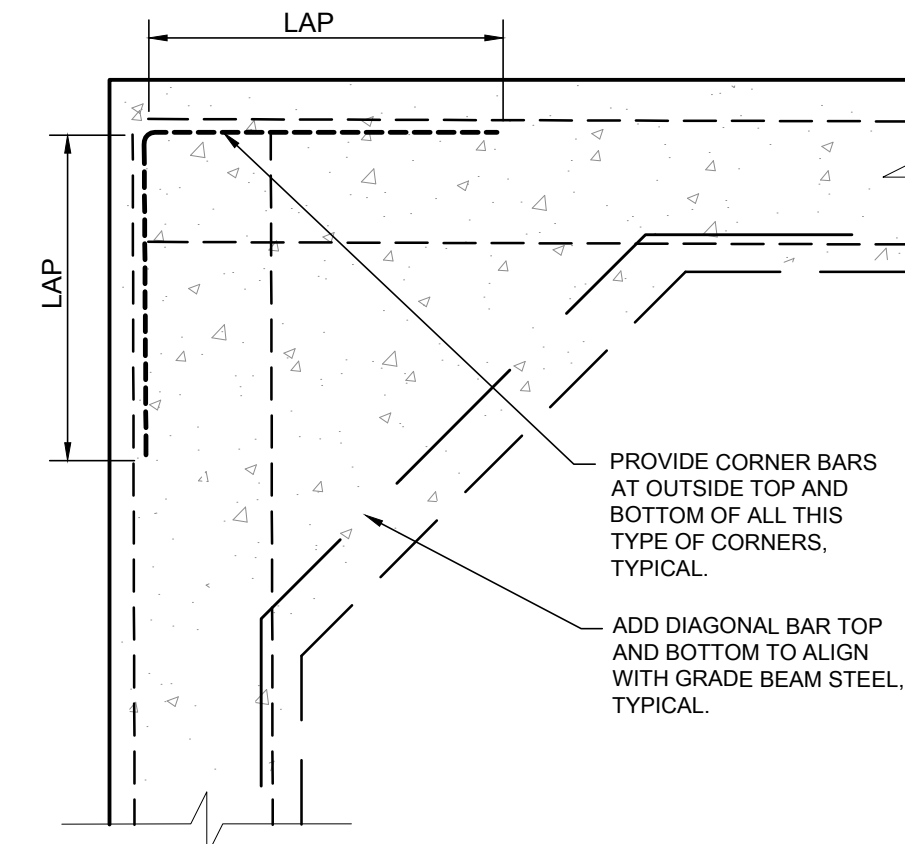 LAP
LAP
PROVIDE CORNER BARS
AT OUTSIDE TOP AND
BOTTOM OF ALL THIS
TYPE OF CORNERS,
TYPICAL.
ADD DIAGONAL BAR TOP
AND BOTTOM TO ALIGN
WITH GRADE BEAM STEEL,
TYPICAL.